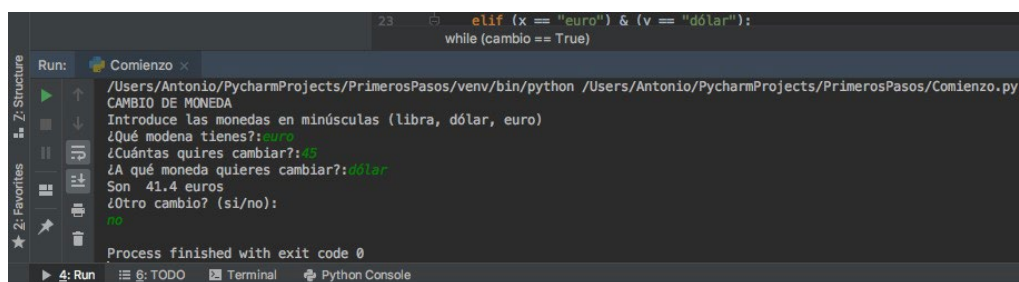 23 elif (x == "euro") & (y == "dólar"):
while (cambio == True)
Z: Structure
Run: Comienzo ×
/Users/Antonio/PycharmProjects/PrimerosPasos/venv/bin/python /Users/Antonio/PycharmProjects/PrimerosPasos/Comienzo.py
CAMBIO DE MONEDA
Introduce las monedas en minúsculas (libra, dólar, euro)
¿Qué modena tienes?:euro
¿Cuántas quires cambiar?:45
¿A qué moneda quieres cambiar?:dólar
Son  41.4 euros
¿Otro cambio? (si/no):
no
Process finished with exit code 0
2: Favorites
4: Run 6: TODO Terminal Python Console